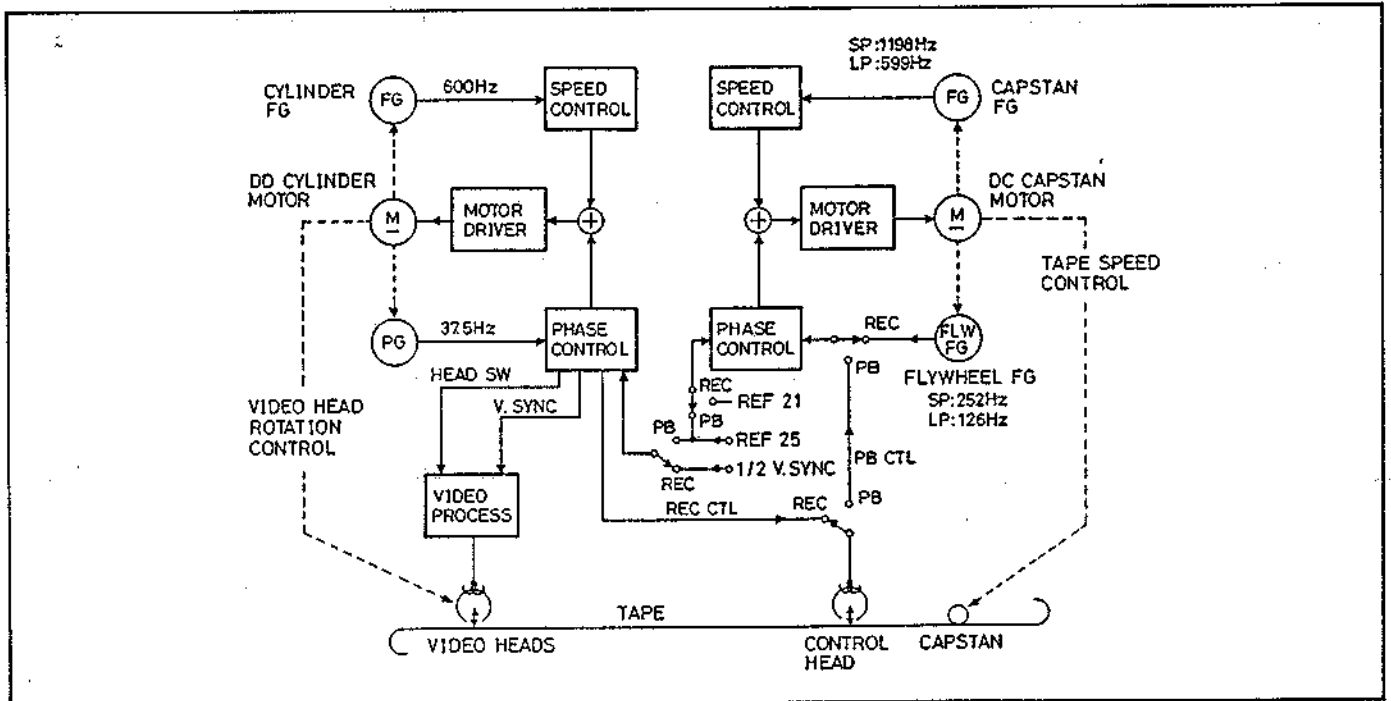 SP:1198Hz
LP:599Hz
CYLINDER
FG
FG
600Hz
SPEED
CONTROL
SPEED
CONTROL
FG
CAPSTAN
FG
DD CYLINDER
MOTOR
M
MOTOR
DRIVER
+
+
MOTOR
DRIVER
M
DC CAPSTAN
MOTOR
TAPE SPEED
CONTROL
PG
37.5Hz
PHASE
CONTROL
PHASE
CONTROL
REC
FLW
FG
HEAD SW
V. SYNC
REC
REF 21
PB
FLYWHEEL FG
SP:252Hz
LP:126Hz
VIDEO HEAD
ROTATION
CONTROL
PB
PB
REF 25
1/2 V. SYNC
REC
PB CTL
VIDEO
PROCESS
REC CTL
REC
PB
TAPE
VIDEO HEADS
CONTROL
HEAD
CAPSTAN